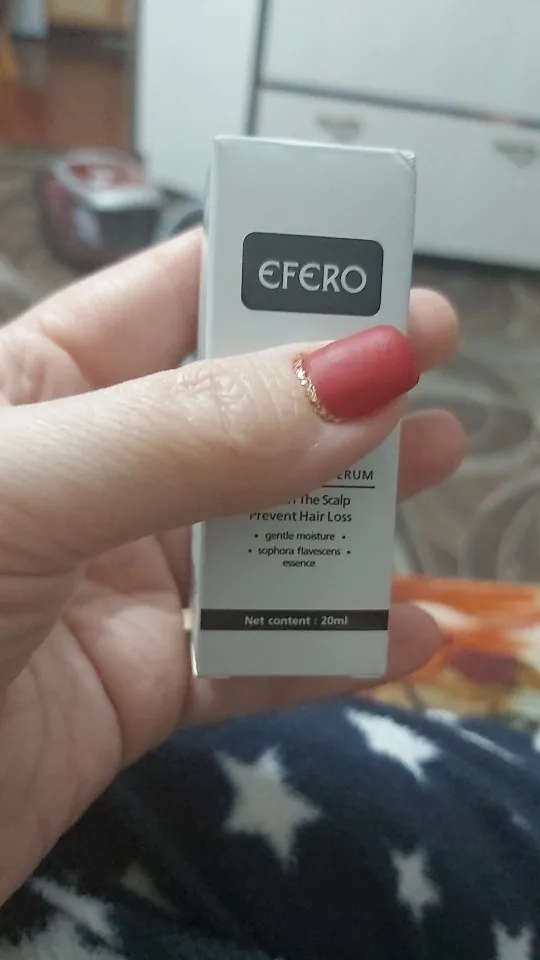 EFERO
The Scalp
Prevent Hair Loss
• gentle moisture •
• sophora flavescens •
essence
Net content : 20ml